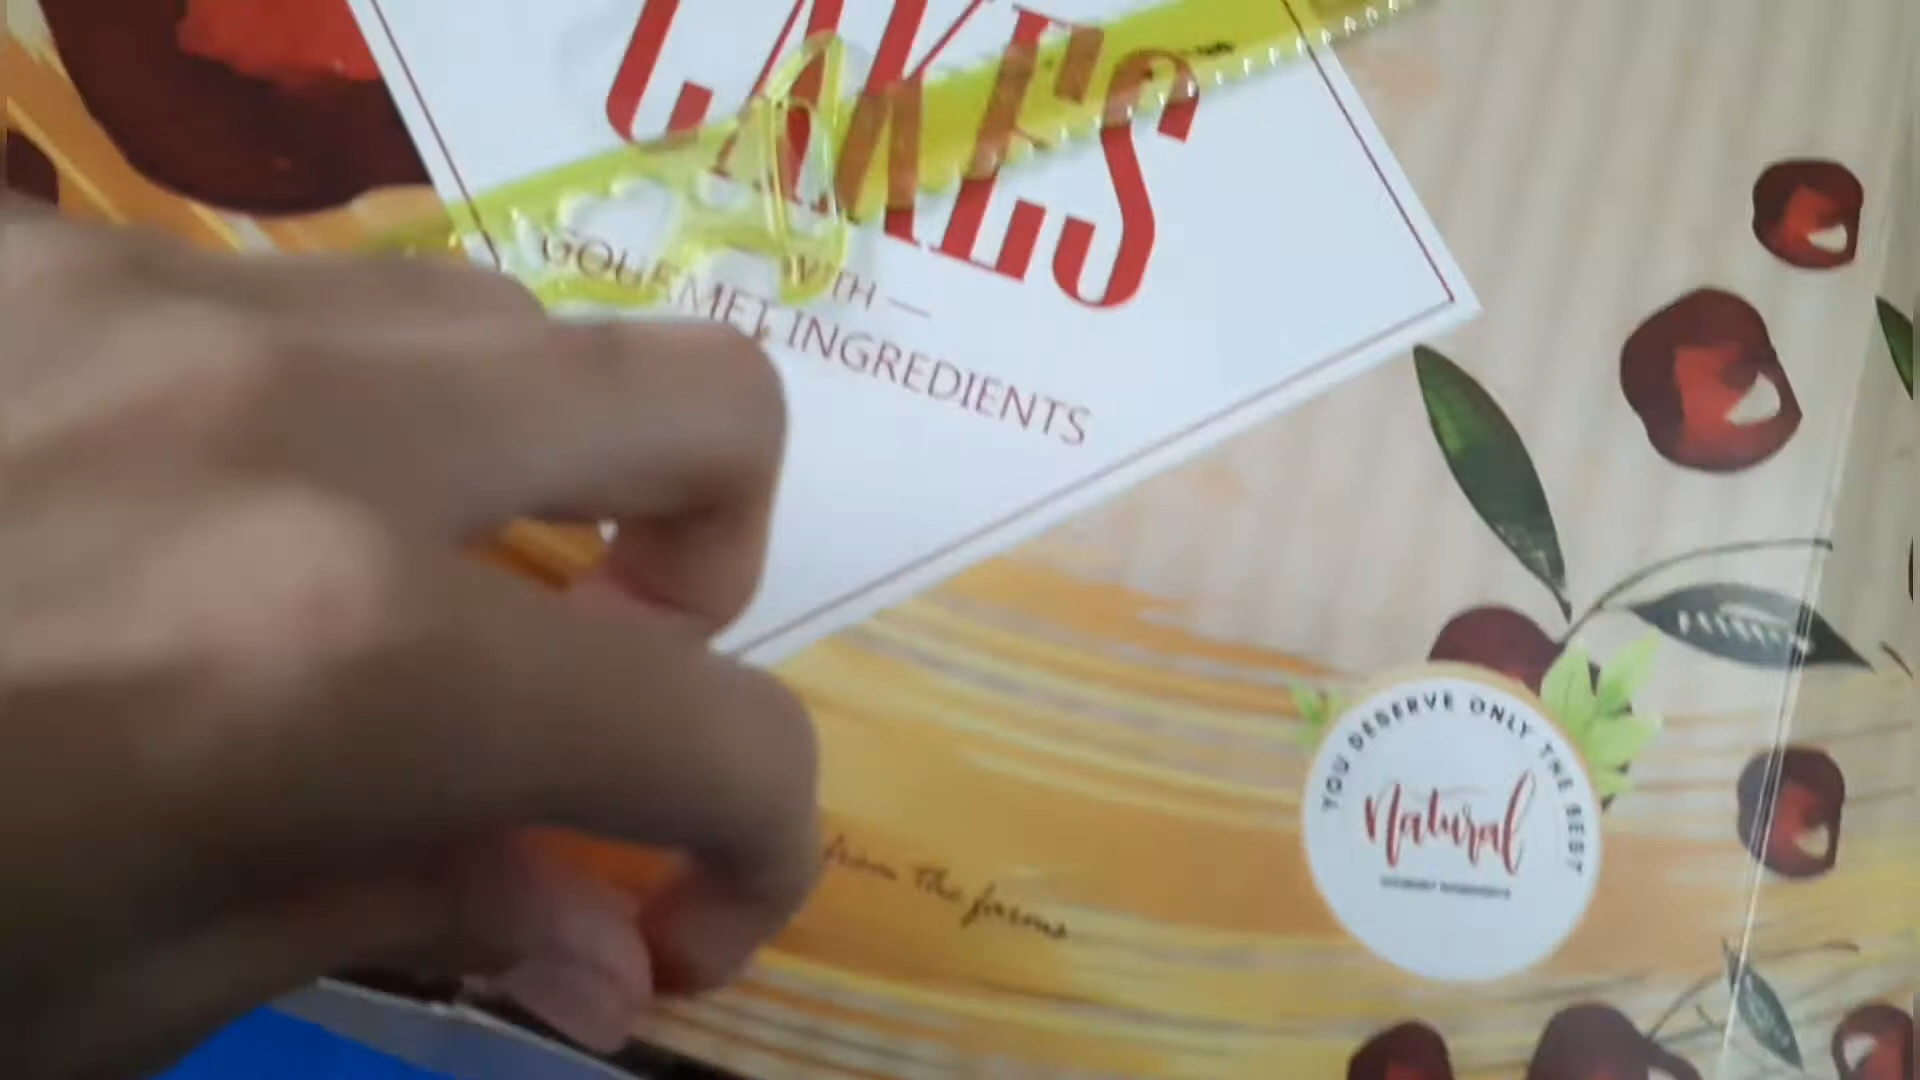 CAKES
WITH —
GOURMET INGREDIENTS
YOU DESERVE ONLY THE BEST
Natural
from the farms